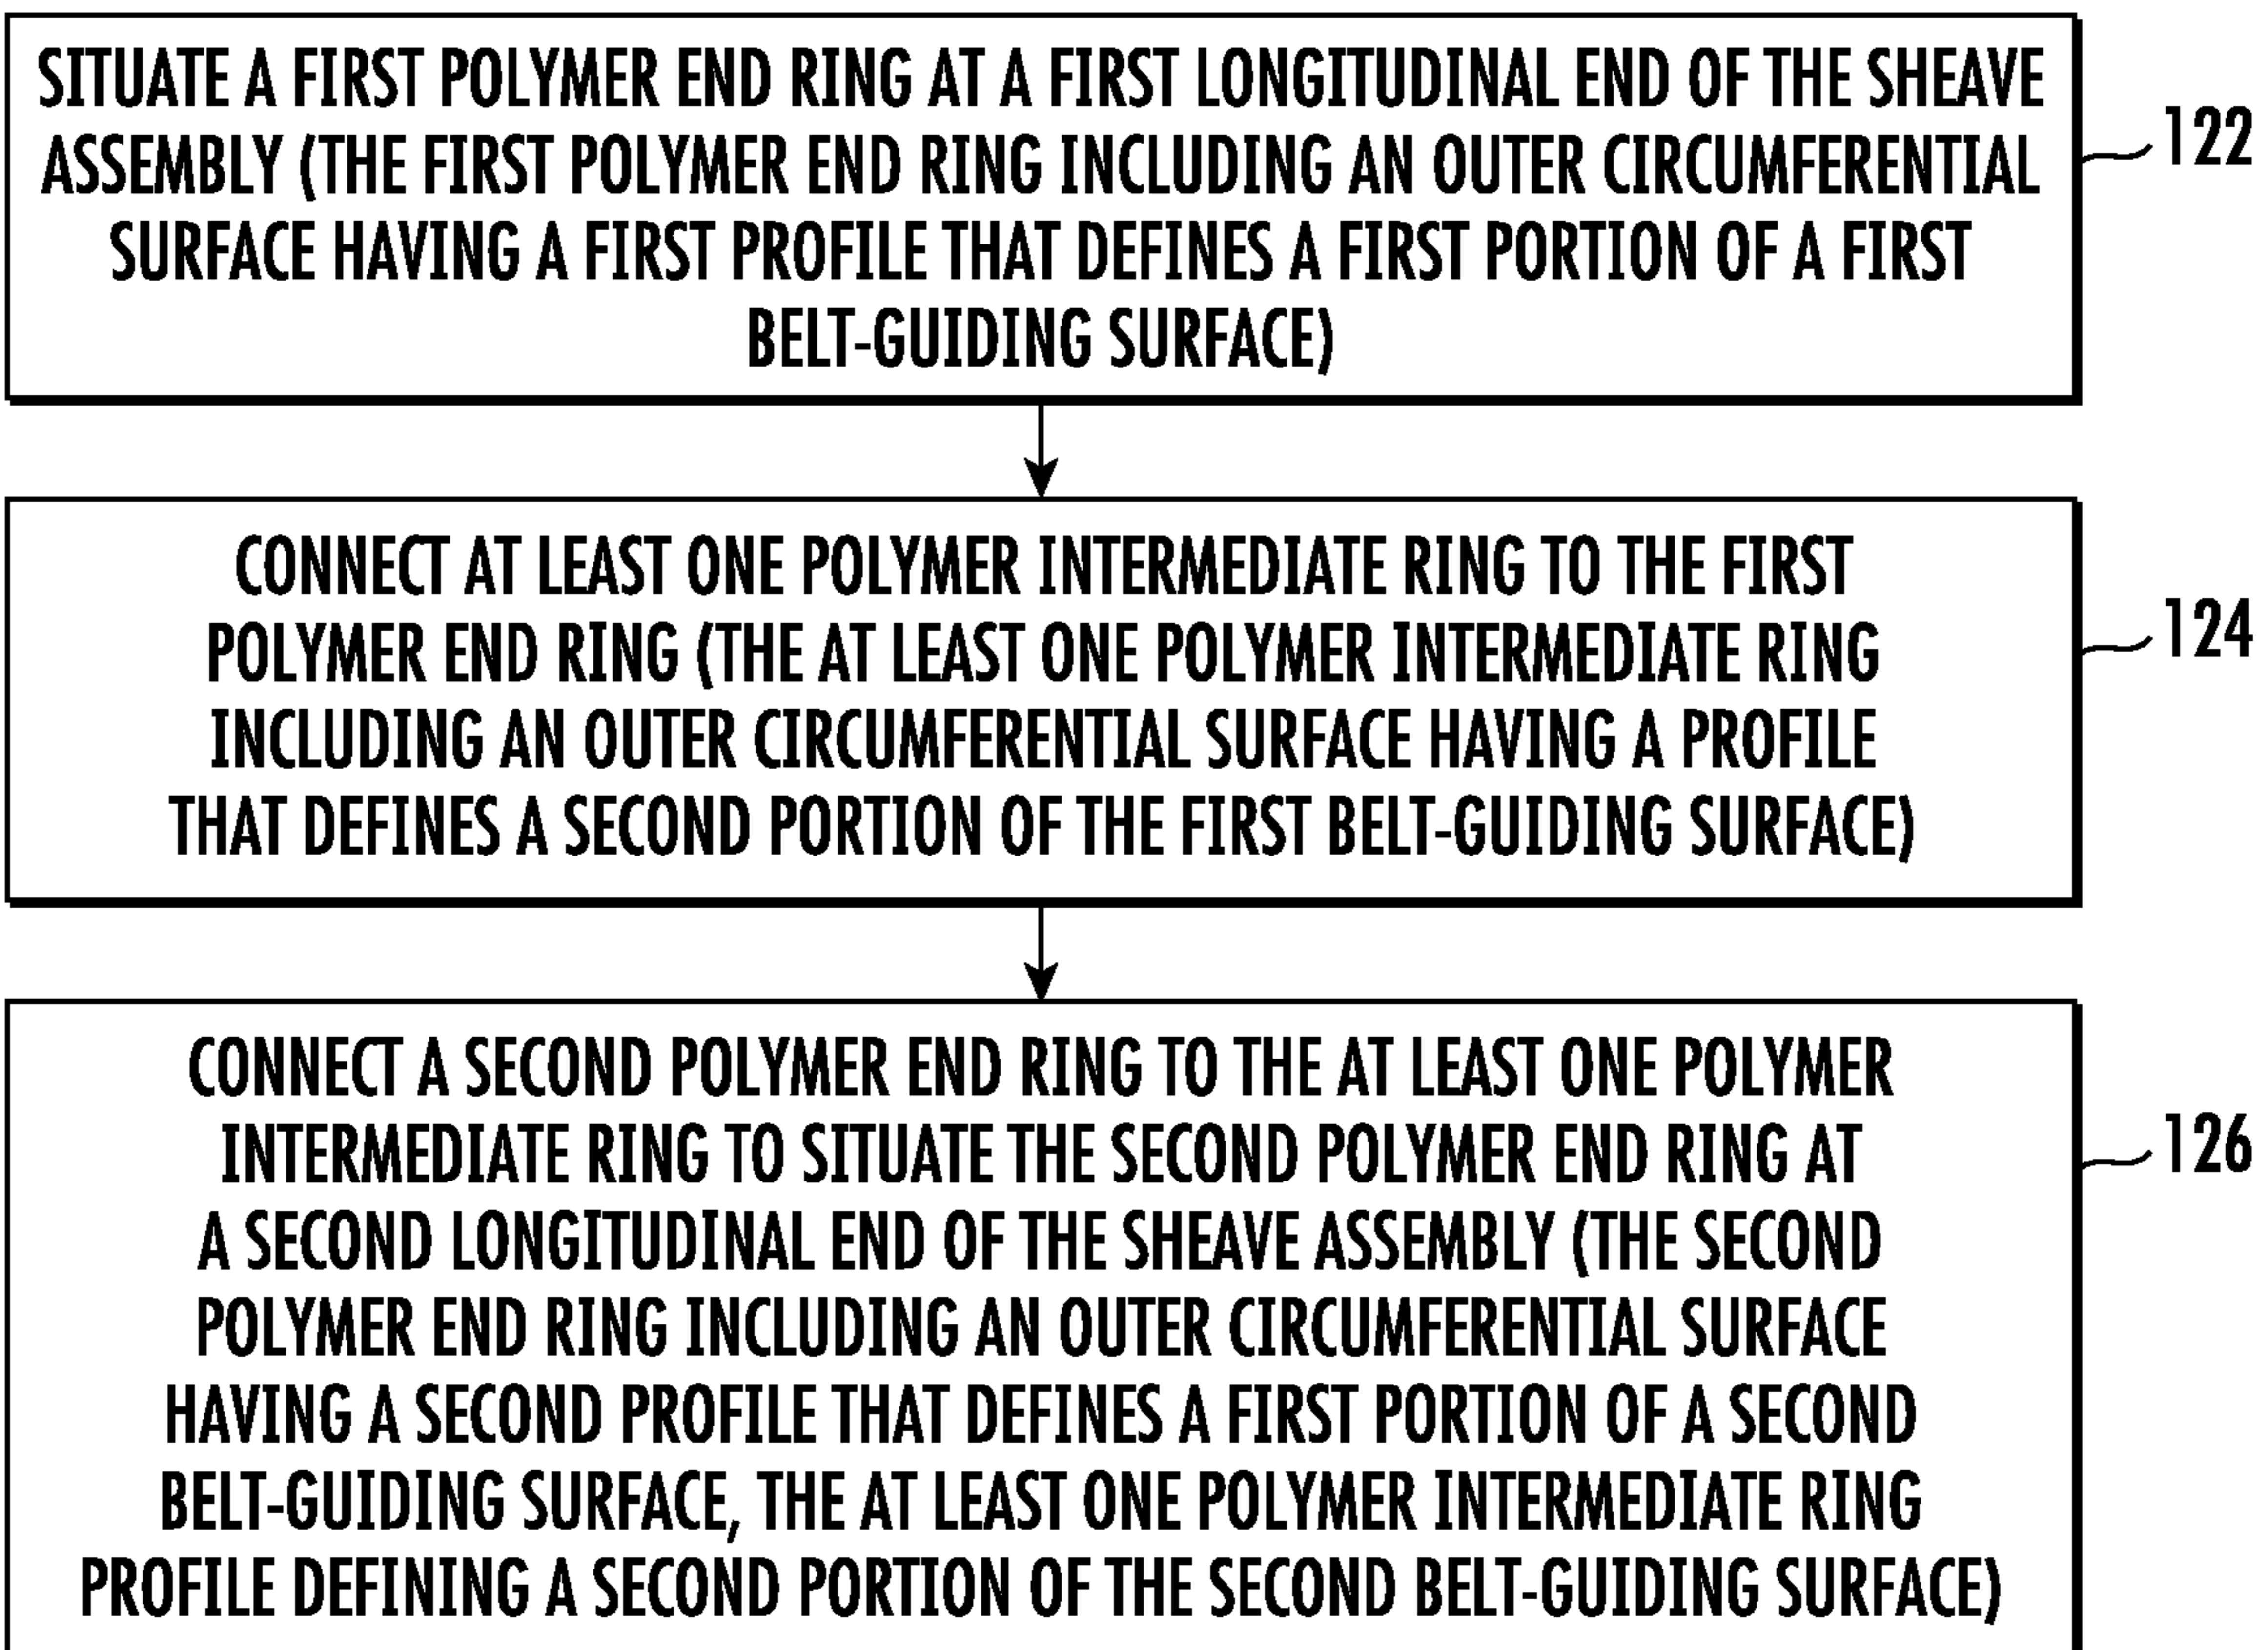 SITUATE A FIRST POLYMER END RING AT A FIRST LONGITUDINAL END OF THE SHEAVE
ASSEMBLY (THE FIRST POLYMER END RING INCLUDING AN OUTER CIRCUMFERENTIAL
SURFACE HAVING A FIRST PROFILE THAT DEFINES A FIRST PORTION OF A FIRST
BELT-GUIDING SURFACE)
122
CONNECT AT LEAST ONE POLYMER INTERMEDIATE RING TO THE FIRST
POLYMER END RING (THE AT LEAST ONE POLYMER INTERMEDIATE RING
INCLUDING AN OUTER CIRCUMFERENTIAL SURFACE HAVING A PROFILE
THAT DEFINES A SECOND PORTION OF THE FIRST BELT-GUIDING SURFACE)
124
CONNECT A SECOND POLYMER END RING TO THE AT LEAST ONE POLYMER
INTERMEDIATE RING TO SITUATE THE SECOND POLYMER END RING AT
A SECOND LONGITUDINAL END OF THE SHEAVE ASSEMBLY (THE SECOND
POLYMER END RING INCLUDING AN OUTER CIRCUMFERENTIAL SURFACE
HAVING A SECOND PROFILE THAT DEFINES A FIRST PORTION OF A SECOND
BELT-GUIDING SURFACE, THE AT LEAST ONE POLYMER INTERMEDIATE RING
PROFILE DEFINING A SECOND PORTION OF THE SECOND BELT-GUIDING SURFACE)
126